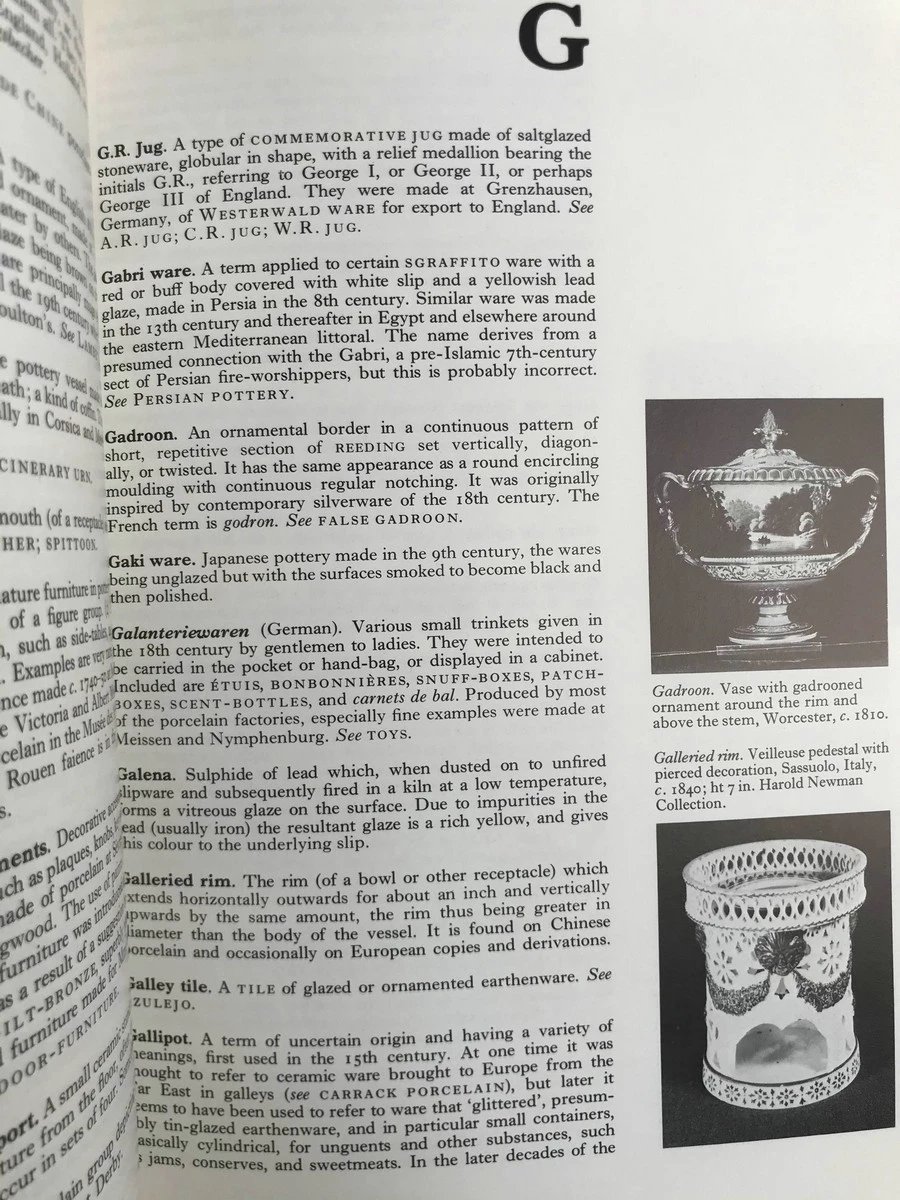 G
G.R. Jug. A type of COMMEMORATIVE JUG made of saltglazed
stoneware, globular in shape, with a relief medallion bearing the
initials G.R., referring to George I, or George II, or perhaps
George III of England. They were made at Grenzhausen,
Germany, of WESTERWALD WARE for export to England. See
A.R. JUG; C.R. JUG; W.R. JUG.
Gabri ware. A term applied to certain SGRAFFITO ware with a
red or buff body covered with white slip and a yellowish lead
glaze, made in Persia in the 8th century. Similar ware was made
in the 13th century and thereafter in Egypt and elsewhere around
the eastern Mediterranean littoral. The name derives from a
presumed connection with the Gabri, a pre-Islamic 7th-century
sect of Persian fire-worshippers, but this is probably incorrect.
See PERSIAN POTTERY.
Gadroon. An ornamental border in a continuous pattern of
short, repetitive section of REEDING set vertically, diagon-
ally, or twisted. It has the same appearance as a round encircling
moulding with continuous regular notching. It was originally
inspired by contemporary silverware of the 18th century. The
French term is godron. See FALSE GADROON.
Gaki ware. Japanese pottery made in the 9th century, the wares
being unglazed but with the surfaces smoked to become black and
then polished.
Galanteriewaren (German). Various small trinkets given in
the 18th century by gentlemen to ladies. They were intended to
be carried in the pocket or hand-bag, or displayed in a cabinet.
Included are ÉTUIS, BONBONNIÈRES, SNUFF-BOXES, PATCH-
BOXES, SCENT-BOTTLES, and carnets de bal. Produced by most
of the porcelain factories, especially fine examples were made at
Meissen and Nymphenburg. See TOYS.
Galena. Sulphide of lead which, when dusted on to unfired
slipware and subsequently fired in a kiln at a low temperature,
forms a vitreous glaze on the surface. Due to impurities in the
lead (usually iron) the resultant glaze is a rich yellow, and gives
this colour to the underlying slip.
Galleried rim. The rim (of a bowl or other receptacle) which
extends horizontally outwards for about an inch and vertically
upwards by the same amount, the rim thus being greater in
diameter than the body of the vessel. It is found on Chinese
porcelain and occasionally on European copies and derivations.
Galley tile. A TILE of glazed or ornamented earthenware. See
ZULEJO.
Gallipot. A term of uncertain origin and having a variety of
meanings, first used in the 15th century. At one time it was
thought to refer to ceramic ware brought to Europe from the
Far East in galleys (see CARRACK PORCELAIN), but later it
seems to have been used to refer to ware that 'glittered', presum-
bly tin-glazed earthenware, and in particular small containers,
basically cylindrical, for unguents and other substances, such
s jams, conserves, and sweetmeats. In the later decades of the
Gadroon. Vase with gadrooned
ornament around the rim and
above the stem, Worcester, c. 1810.
Galleried rim. Veilleuse pedestal with
pierced decoration, Sassuolo, Italy,
c. 1840; ht 7 in. Harold Newman
Collection.